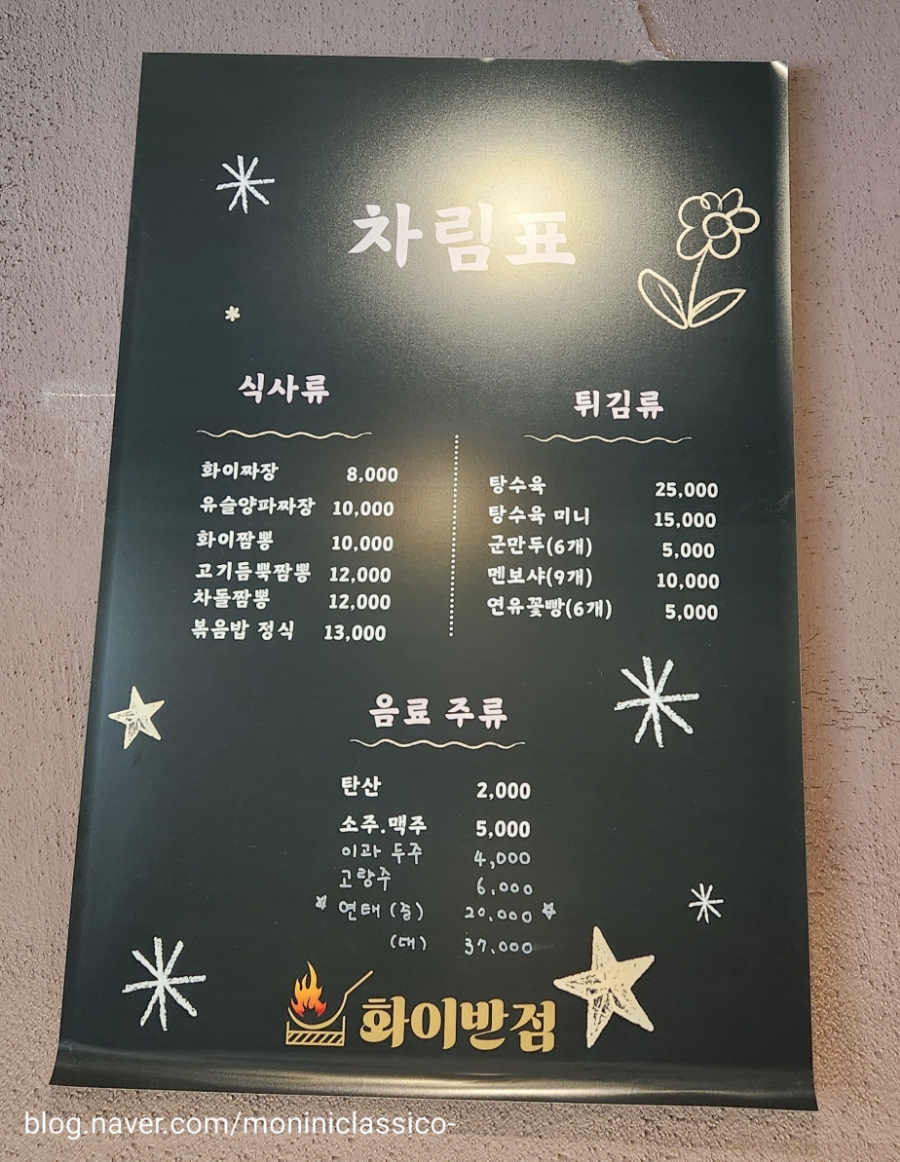 차림표
식사류
화이짜장 8,000
유슬양파짜장 10,000
화이짬뽕 10,000
고기듬뿍짬뽕 12,000
차돌짬뽕 12,000
볶음밥 정식 13,000
튀김류
탕수육 25,000
탕수육 미니 15,000
군만두(6개) 5,000
멘보샤(9개) 10,000
연유꽃빵(6개) 5,000
음료 주류
탄산 2,000
소주.맥주 5,000
이과 두주 4,000
고량주 6,000
연태 (중) 20,000
(대) 37,000
화이반점
blog.naver.com/moniniclassico-